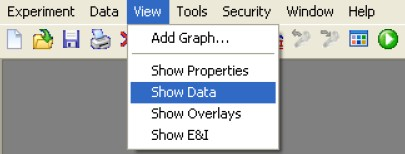 Experiment Data View Tools Security Window Help
Add Graph...
Show Properties
Show Data
Show Overlays
Show E&I